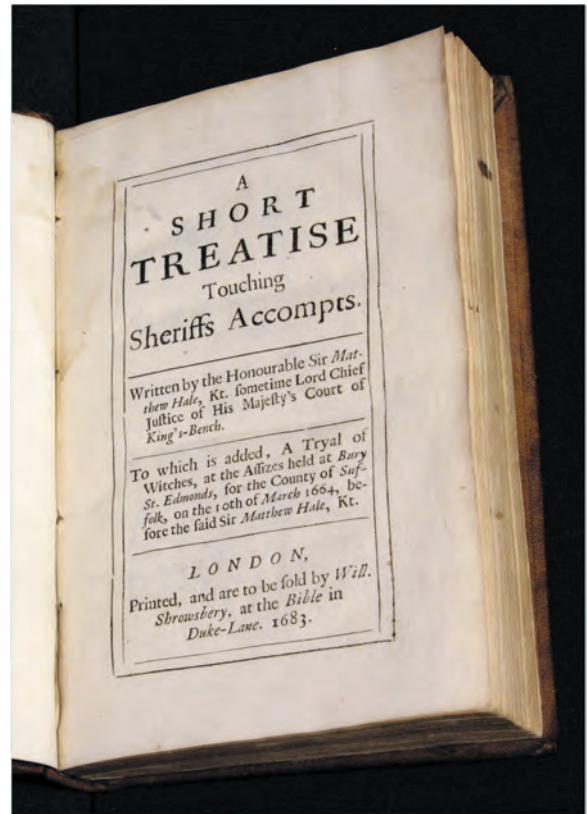 A
SHORT
TREATISE
Touching
Sheriffs Accompts.
Written by the Honourable Sir Mat-
thew Hale, Kt. ſometime Lord Chief
Juſtice of His Majeſty's Court of
King's-Bench.
To which is added, A Tryal of
Witches, at the Aſſizes held at Bury
St. Edmonds, for the County of Suf-
folk, on the 10th of March 1664, be-
fore the ſaid Sir Matthew Hale, Kt.
LONDON,
Printed, and are to be ſold by Will.
Shrowsbery, at the Bible in
Duke-Lane. 1683.